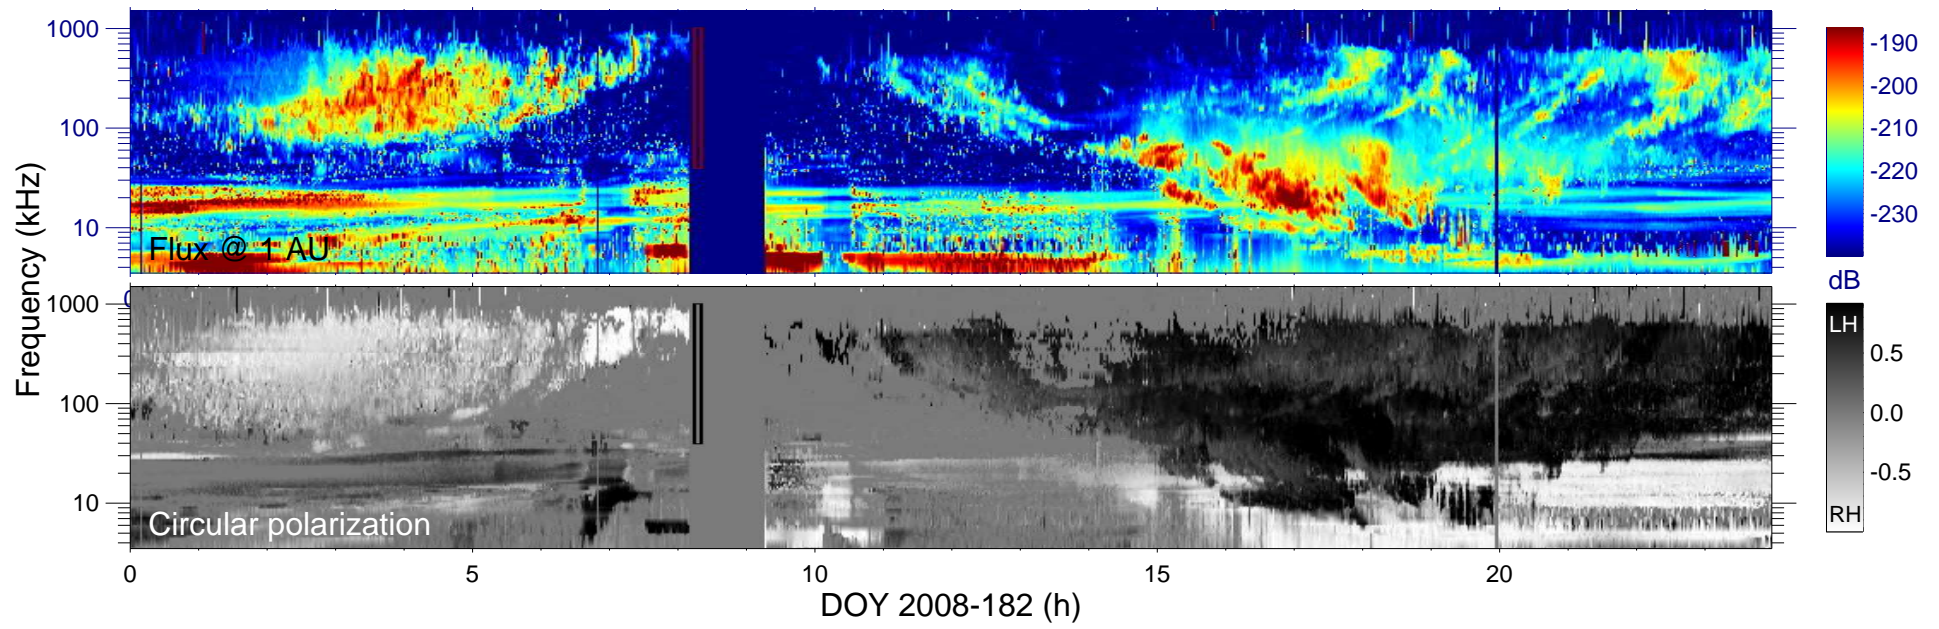 1000
100
10
Flux @ 1 AU
-190
-200
-210
-220
-230
dB
Frequency (kHz)
0
1000
100
10
Circular polarization
LH
0.5
0.0
-0.5
RH
0 5 10 15 20
DOY 2008-182 (h)